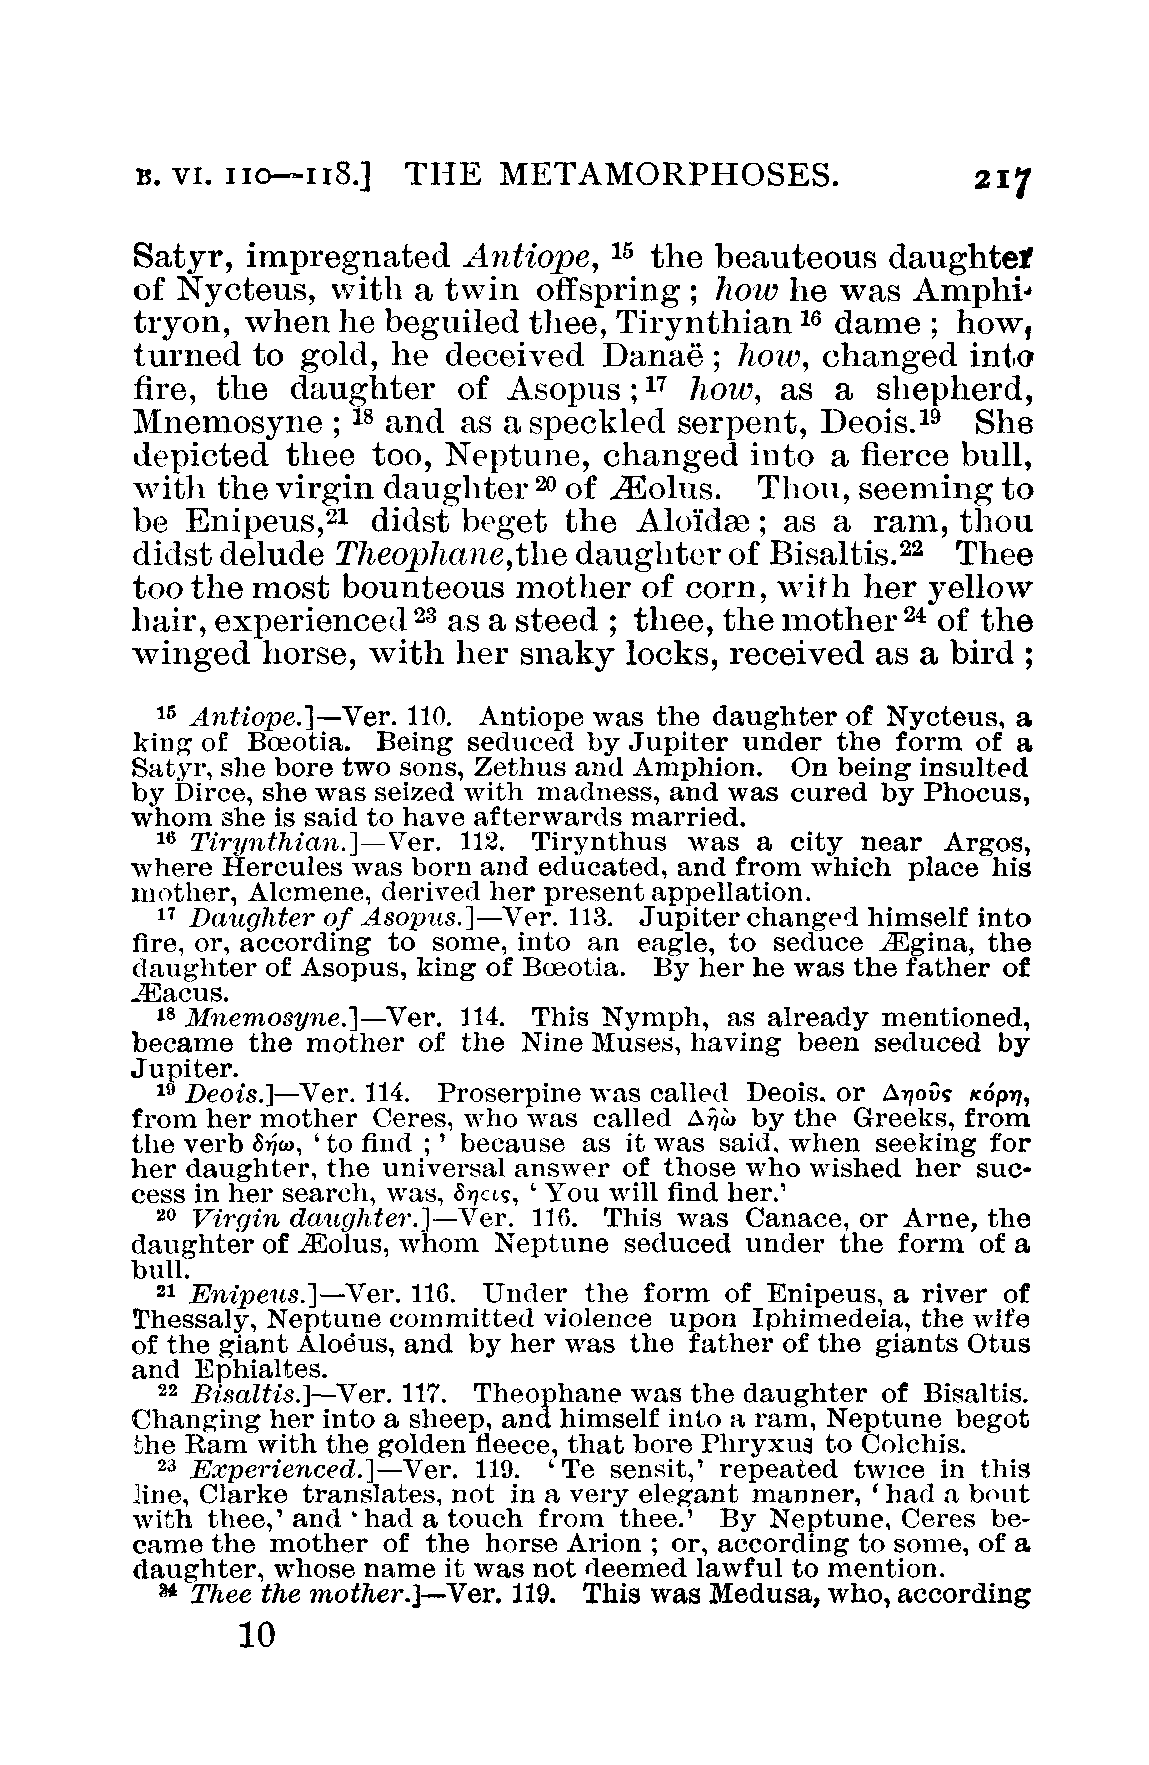 B. VI. 110—118.] THE METAMORPHOSES. 217
Satyr, impregnated Antiope, 15 the beauteous daughter
of Nycteus, with a twin offspring ; how he was Amphi-
tryon, when he beguiled thee, Tirynthian 16 dame ; how,
turned to gold, he deceived Danaë ; how, changed into
fire, the daughter of Asopus ; 17 how, as a shepherd,
Mnemosyne ; 18 and as a speckled serpent, Deois. 19 She
depicted thee too, Neptune, changed into a fierce bull,
with the virgin daughter 20 of Æolus. Thou, seeming to
be Enipeus, 21 didst beget the Aloïdæ ; as a ram, thou
didst delude Theophane, the daughter of Bisaltis. 22 Thee
too the most bounteous mother of corn, with her yellow
hair, experienced 23 as a steed ; thee, the mother 24 of the
winged horse, with her snaky locks, received as a bird ;
15 Antiope.]—Ver. 110. Antiope was the daughter of Nycteus, a
king of Bœotia. Being seduced by Jupiter under the form of a
Satyr, she bore two sons, Zethus and Amphion. On being insulted
by Dirce, she was seized with madness, and was cured by Phocus,
whom she is said to have afterwards married.
16 Tirynthian.]—Ver. 112. Tirynthus was a city near Argos,
where Hercules was born and educated, and from which place his
mother, Alcmene, derived her present appellation.
17 Daughter of Asopus.]—Ver. 113. Jupiter changed himself into
fire, or, according to some, into an eagle, to seduce Ægina, the
daughter of Asopus, king of Bœotia. By her he was the father of
Æacus.
18 Mnemosyne.]—Ver. 114. This Nymph, as already mentioned,
became the mother of the Nine Muses, having been seduced by
Jupiter.
19 Deois.]—Ver. 114. Proserpine was called Deois. or Δηοῦς κόρη,
from her mother Ceres, who was called Δῆω by the Greeks, from
the verb δήω, ‘ to find ; ’ because as it was said, when seeking for
her daughter, the universal answer of those who wished her suc-
cess in her search, was, δηεις, ‘ You will find her.’
20 Virgin daughter.]—Ver. 116. This was Canace, or Arne, the
daughter of Æolus, whom Neptune seduced under the form of a
bull.
21 Enipeus.]—Ver. 116. Under the form of Enipeus, a river of
Thessaly, Neptune committed violence upon Iphimedeia, the wife
of the giant Aloëus, and by her was the father of the giants Otus
and Ephialtes.
22 Bisaltis.]—Ver. 117. Theophane was the daughter of Bisaltis.
Changing her into a sheep, and himself into a ram, Neptune begot
the Ram with the golden fleece, that bore Phryxus to Colchis.
23 Experienced.]—Ver. 119. ‘Te sensit,’ repeated twice in this
line, Clarke translates, not in a very elegant manner, ‘had a bout
with thee,’ and ‘had a touch from thee.’ By Neptune, Ceres be-
came the mother of the horse Arion ; or, according to some, of a
daughter, whose name it was not deemed lawful to mention.
24 Thee the mother.]—Ver. 119. This was Medusa, who, according
10